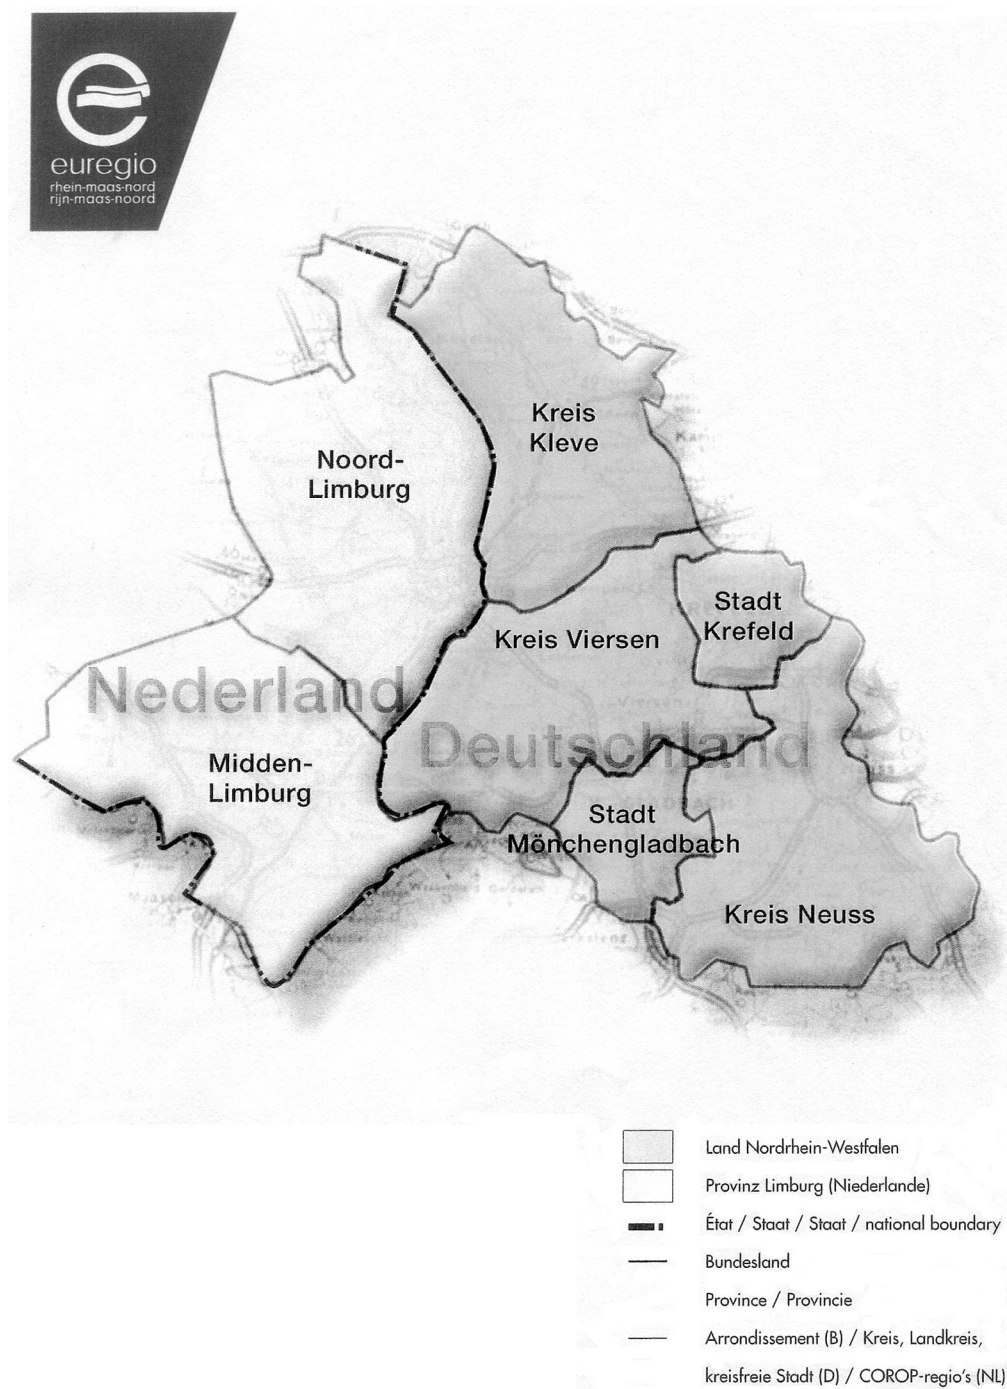 euregio
rhein-maas-nord
rijn-maas-noord
Kreis
Kleve
Noord-
Limburg
Stadt
Krefeld
Kreis Viersen
Nederland
Deutschland
Midden-
Limburg
Stadt
Mönchengladbach
Kreis Neuss
Land Nordrhein-Westfalen
Provinz Limburg (Niederlande)
État / Staat / Staat / national boundary
Bundesland
Province / Provincie
Arrondissement (B) / Kreis, Landkreis,
kreisfreie Stadt (D) / COROP-regio's (NL)